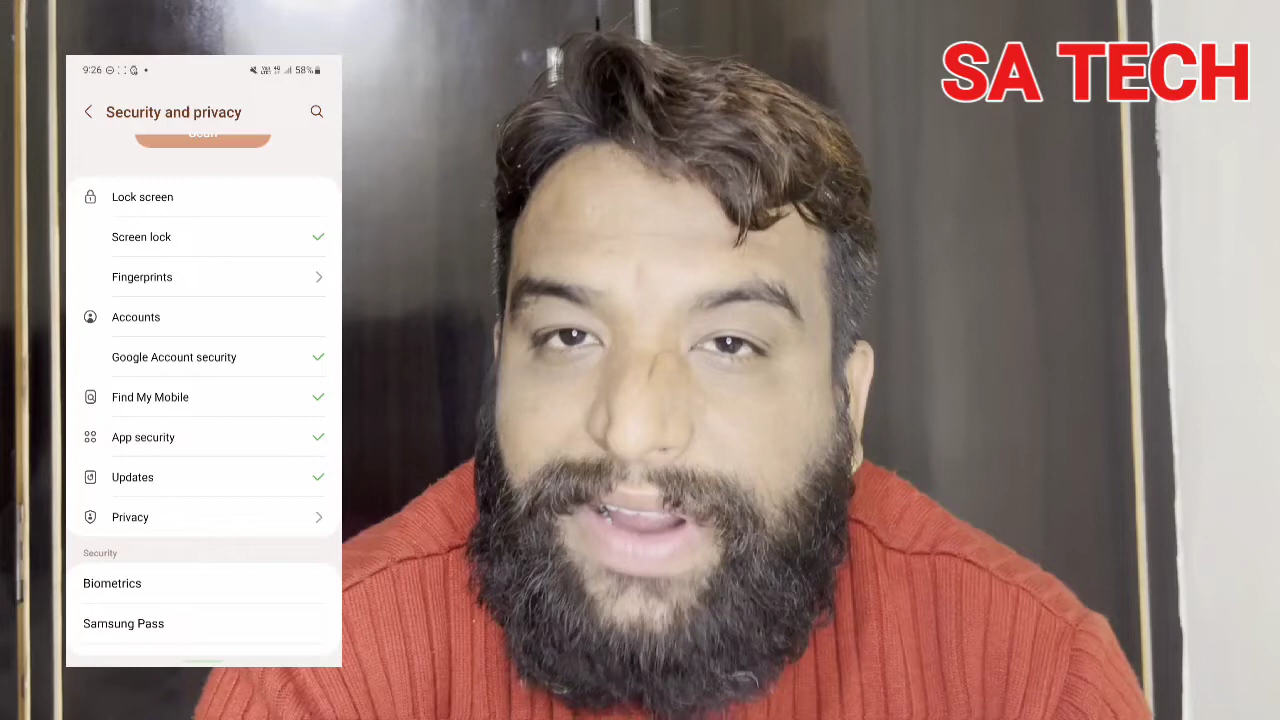 SA TECH
9:26
58%
Security and privacy
Scan
Lock screen
Screen lock
Fingerprints
Accounts
Google Account security
Find My Mobile
App security
Updates
Privacy
Security
Biometrics
Samsung Pass